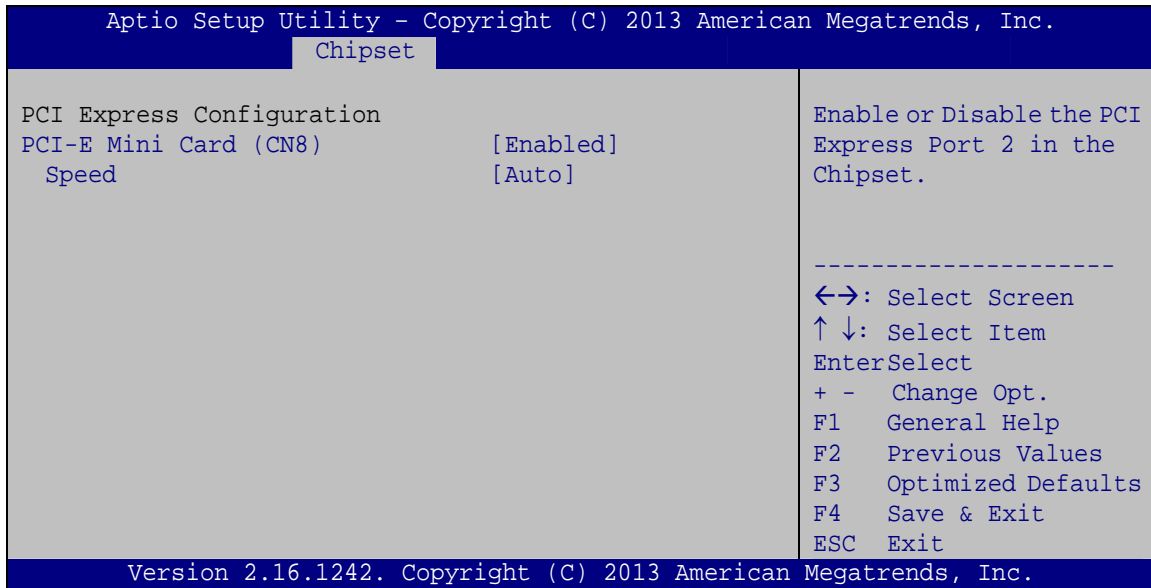 Aptio Setup Utility – Copyright (C) 2013 American Megatrends, Inc.
Chipset
PCI Express Configuration
PCI-E Mini Card (CN8) [Enabled]
Speed [Auto]
Enable or Disable the PCI
Express Port 2 in the
Chipset.
---------------------
←→: Select Screen
↑ ↓: Select Item
EnterSelect
+ - Change Opt.
F1 General Help
F2 Previous Values
F3 Optimized Defaults
F4 Save & Exit
ESC Exit
Version 2.16.1242. Copyright (C) 2013 American Megatrends, Inc.